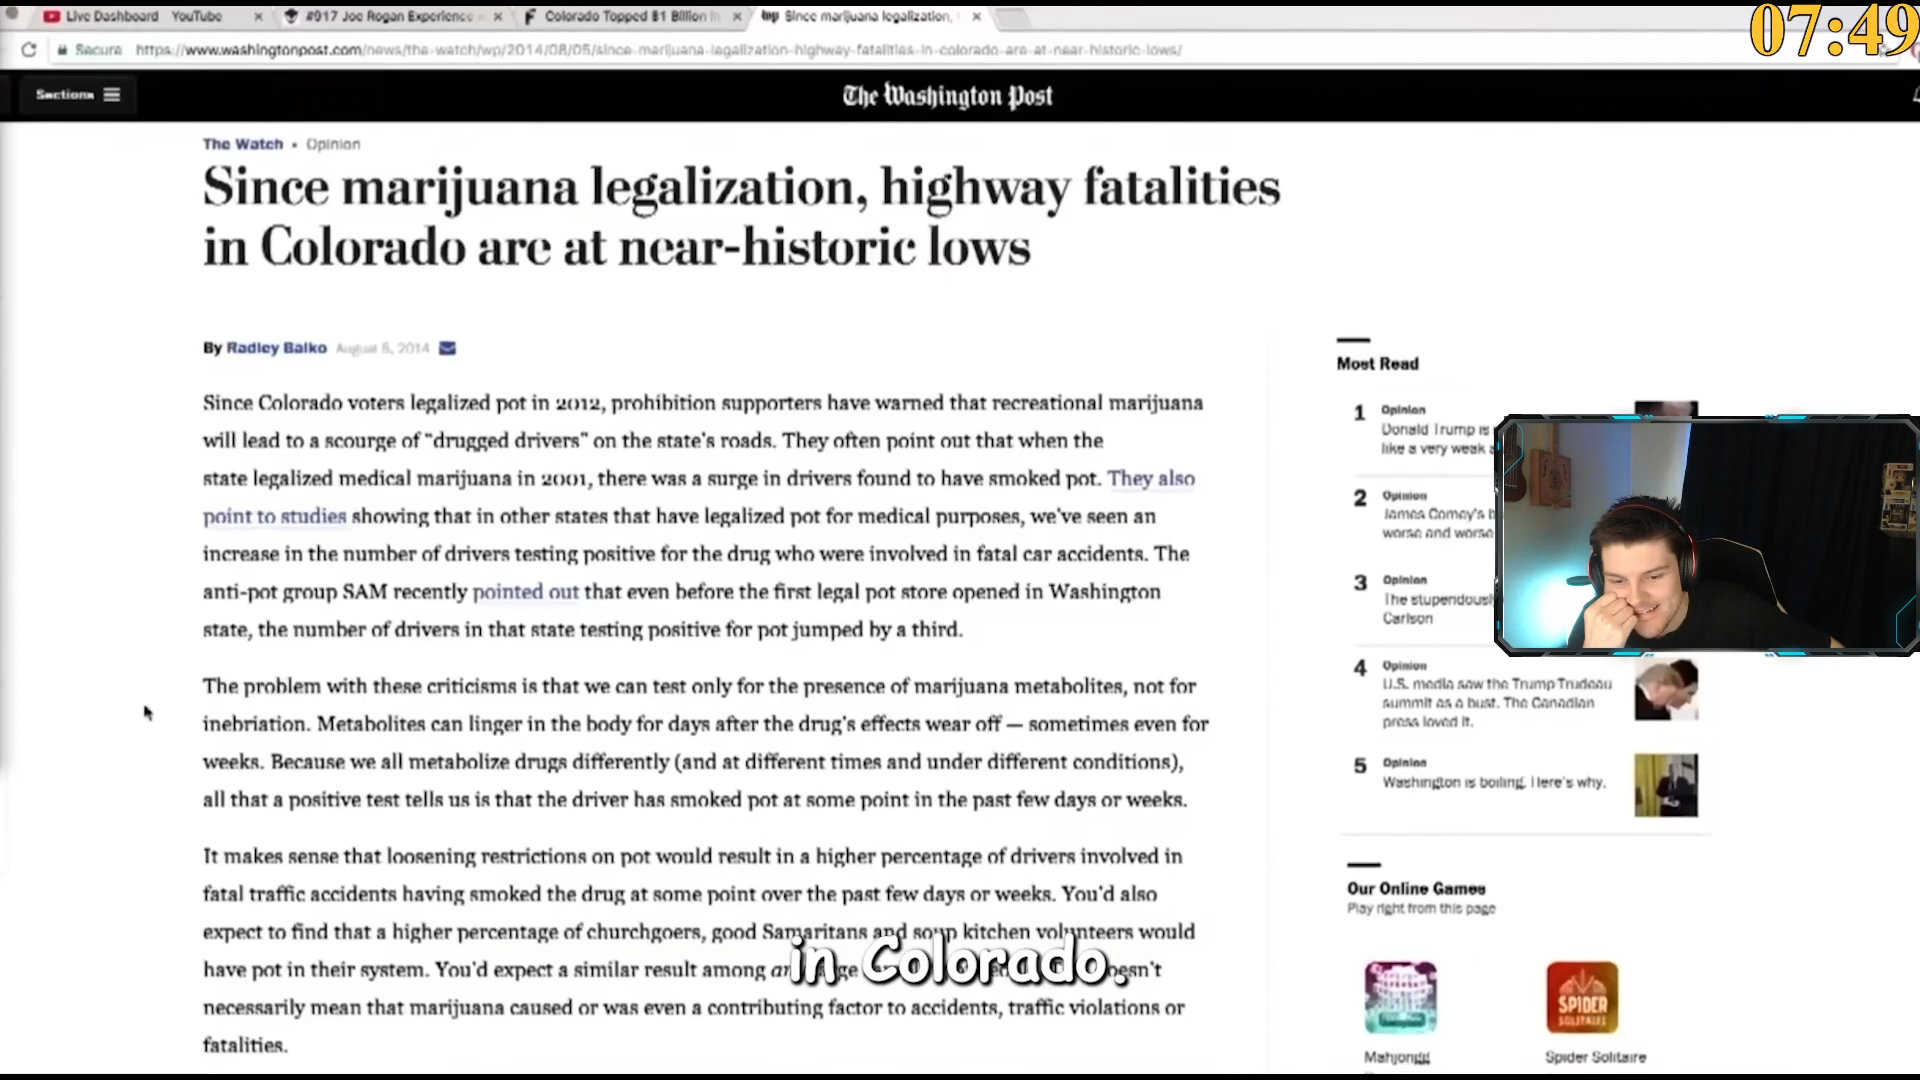 Live Dashboard YouTube
#917 Joe Rogan Experience
Colorado Topped $1 Billion in
Since marijuana legalization,
07:49
Secure https://www.washingtonpost.com/news/the-watch/wp/2014/08/05/since-marijuana-legalization-highway-fatalities-in-colorado-are-at-near-historic-lows/
Sections
The Washington Post
The Watch • Opinion
Since marijuana legalization, highway fatalities
in Colorado are at near-historic lows
By Radley Balko August 5, 2014
Since Colorado voters legalized pot in 2012, prohibition supporters have warned that recreational marijuana
will lead to a scourge of “drugged drivers” on the state’s roads. They often point out that when the
state legalized medical marijuana in 2001, there was a surge in drivers found to have smoked pot. They also
point to studies showing that in other states that have legalized pot for medical purposes, we’ve seen an
increase in the number of drivers testing positive for the drug who were involved in fatal car accidents. The
anti-pot group SAM recently pointed out that even before the first legal pot store opened in Washington
state, the number of drivers in that state testing positive for pot jumped by a third.
The problem with these criticisms is that we can test only for the presence of marijuana metabolites, not for
inebriation. Metabolites can linger in the body for days after the drug’s effects wear off — sometimes even for
weeks. Because we all metabolize drugs differently (and at different times and under different conditions),
all that a positive test tells us is that the driver has smoked pot at some point in the past few days or weeks.
It makes sense that loosening restrictions on pot would result in a higher percentage of drivers involved in
fatal traffic accidents having smoked the drug at some point over the past few days or weeks. You’d also
expect to find that a higher percentage of churchgoers, good Samaritans and soup kitchen volunteers would
have pot in their system. You’d expect a similar result among
necessarily mean that marijuana caused or was even a contributing factor to accidents, traffic violations or
fatalities.
in Colorado.
Most Read
1 Opinion
Donald Trump is
like a very weak
2 Opinion
James Comey's
worse and worse
3 Opinion
The stupendously
Carlson
4 Opinion
U.S. media saw the Trump Trudeau
summit as a bust. The Canadian
press loved it.
5 Opinion
Washington is boiling. Here's why.
Our Online Games
Play right from this page
SPIDER
SOLITAIRE
Mahjongg
Spider Solitaire